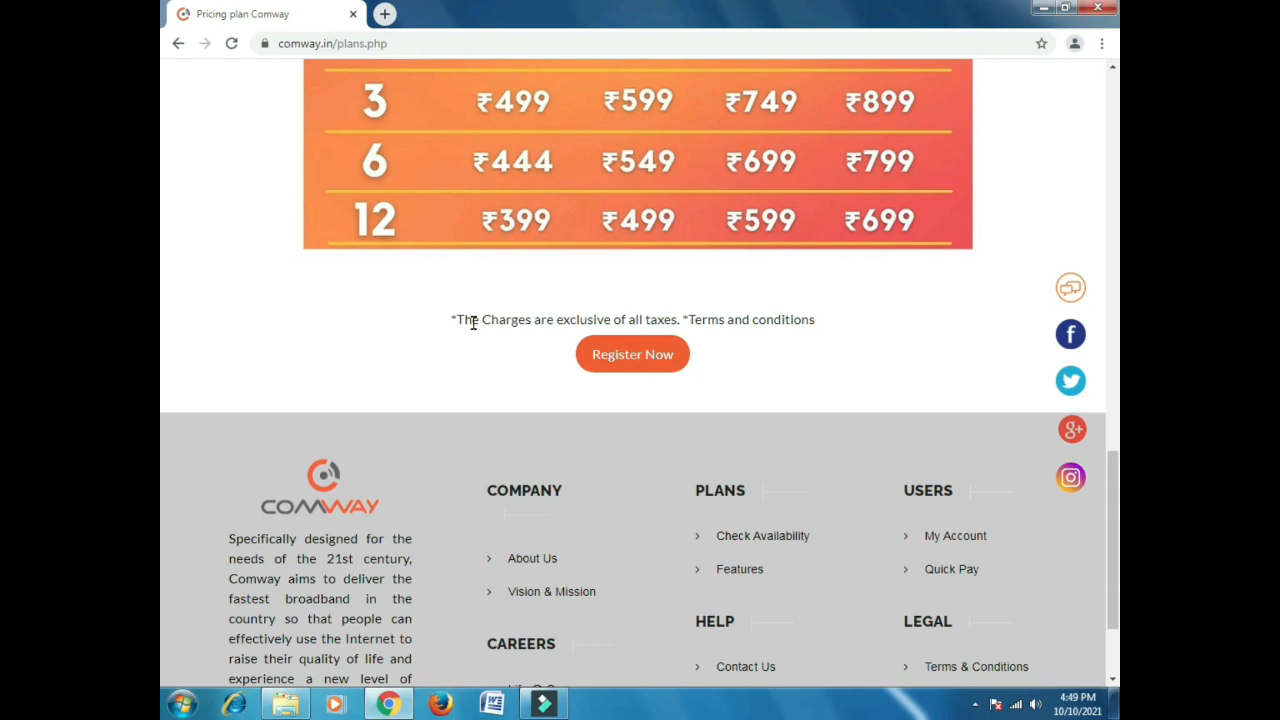 Pricing plan Comway
comway.in/plans.php
3 ₹499 ₹599 ₹749 ₹899
6 ₹444 ₹549 ₹699 ₹799
12 ₹399 ₹499 ₹599 ₹699
*The Charges are exclusive of all taxes. *Terms and conditions
Register Now
COMWAY
Specifically designed for the
needs of the 21st century,
Comway aims to deliver the
fastest broadband in the
country so that people can
effectively use the Internet to
raise their quality of life and
experience a new level of
COMPANY
About Us
Vision & Mission
CAREERS
PLANS
Check Availability
Features
HELP
Contact Us
USERS
My Account
Quick Pay
LEGAL
Terms & Conditions
4:49 PM
10/10/2021